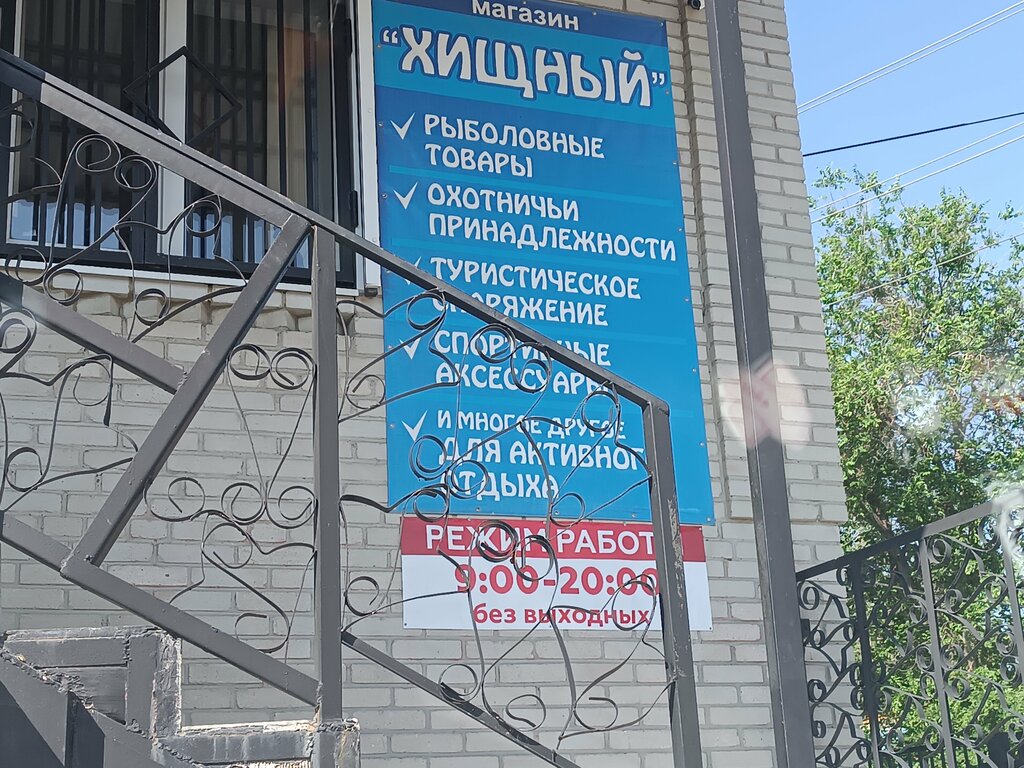 магазин
“ХИЩНЫЙ”
РЫБОЛОВНЫЕ
ТОВАРЫ
ОХОТНИЧЬИ
ПРИНАДЛЕЖНОСТИ
ТУРИСТИЧЕСКОЕ
СНАРЯЖЕНИЕ
СПОРТИВНЫЕ
АКСЕССУАРЫ
И МНОГОЕ ДРУГОЕ
ДЛЯ АКТИВНОГО
ОТДЫХА
РЕЖИМ РАБОТЫ
9:00-20:00
без выходных